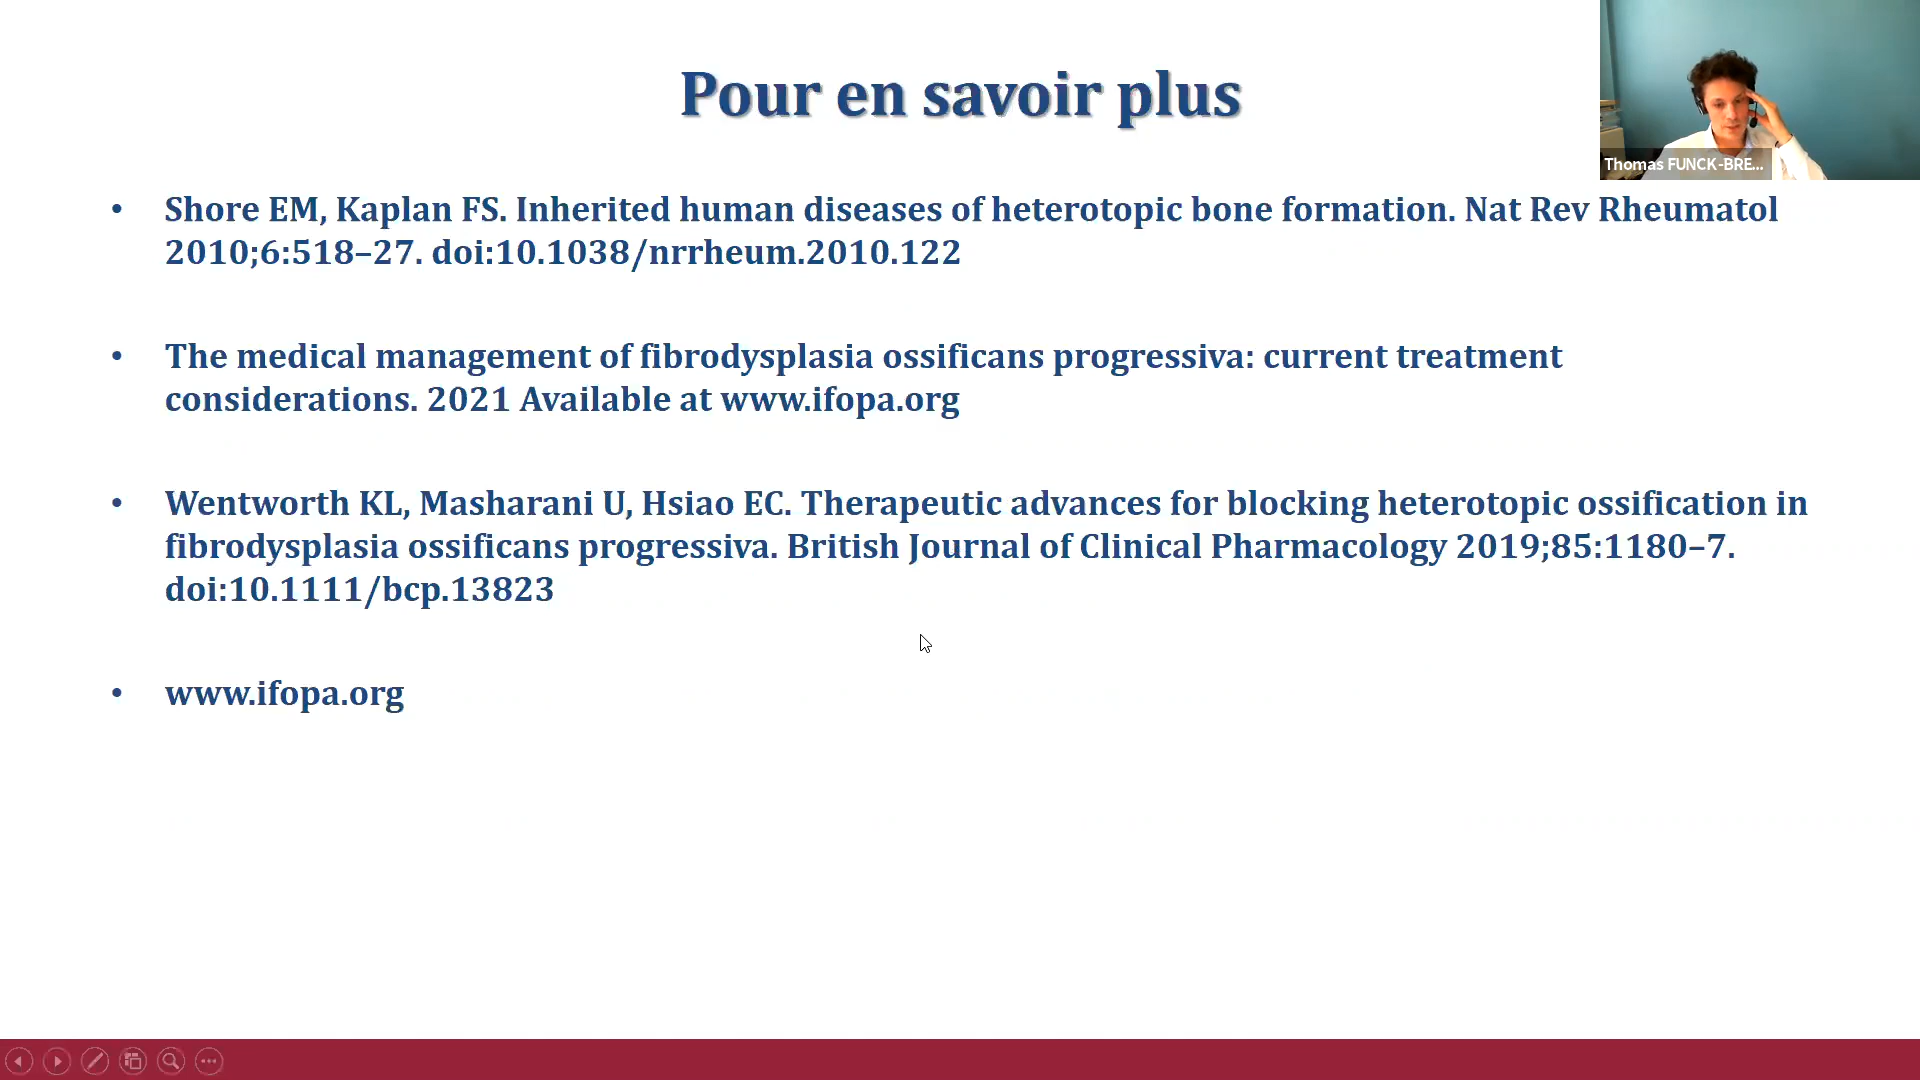 Pour en savoir plus
Thomas FUNCK-BRE...
• Shore EM, Kaplan FS. Inherited human diseases of heterotopic bone formation. Nat Rev Rheumatol
2010;6:518–27. doi:10.1038/nrrheum.2010.122
• The medical management of fibrodysplasia ossificans progressiva: current treatment
considerations. 2021 Available at www.ifopa.org
• Wentworth KL, Masharani U, Hsiao EC. Therapeutic advances for blocking heterotopic ossification in
fibrodysplasia ossificans progressiva. British Journal of Clinical Pharmacology 2019;85:1180–7.
doi:10.1111/bcp.13823
• www.ifopa.org